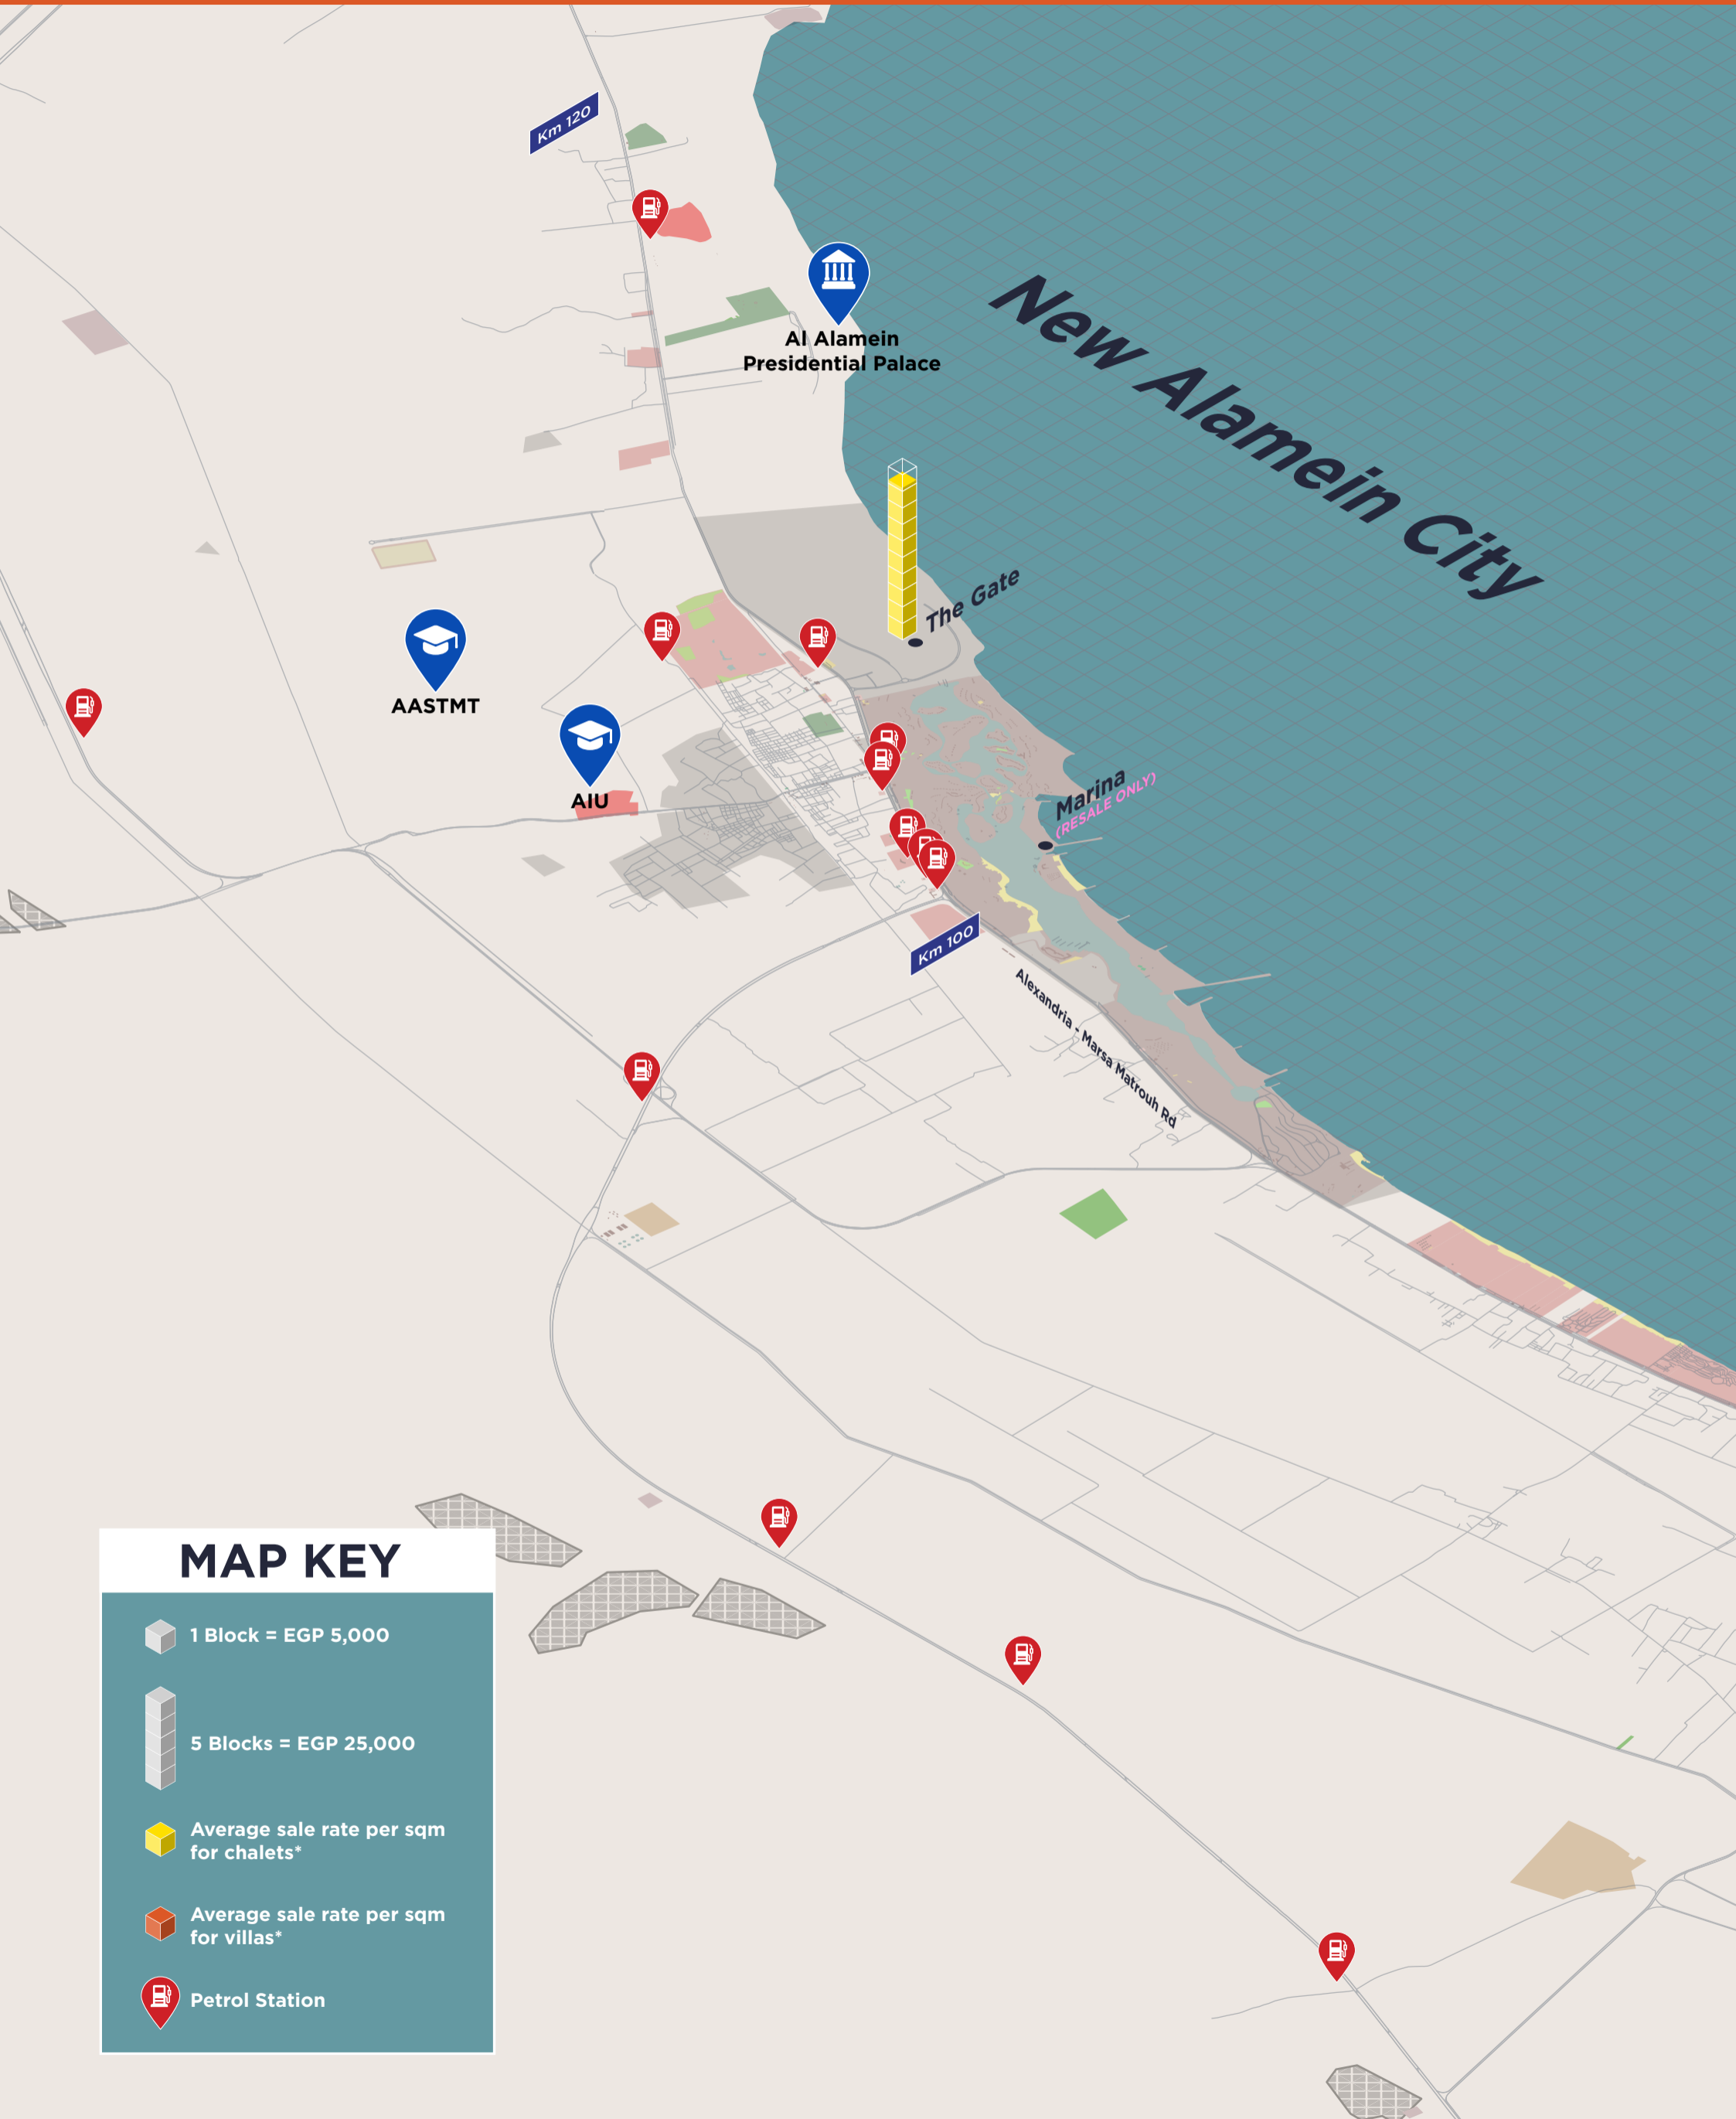 Km 120
New Alamein City
Al Alamein
Presidential Palace
The Gate
AASTMT
AIU
Marina
(RESALE ONLY)
Km 100
Alexandria - Marsa Matrouh Rd
MAP KEY
1 Block = EGP 5,000
5 Blocks = EGP 25,000
Average sale rate per sqm
for chalets*
Average sale rate per sqm
for villas*
Petrol Station